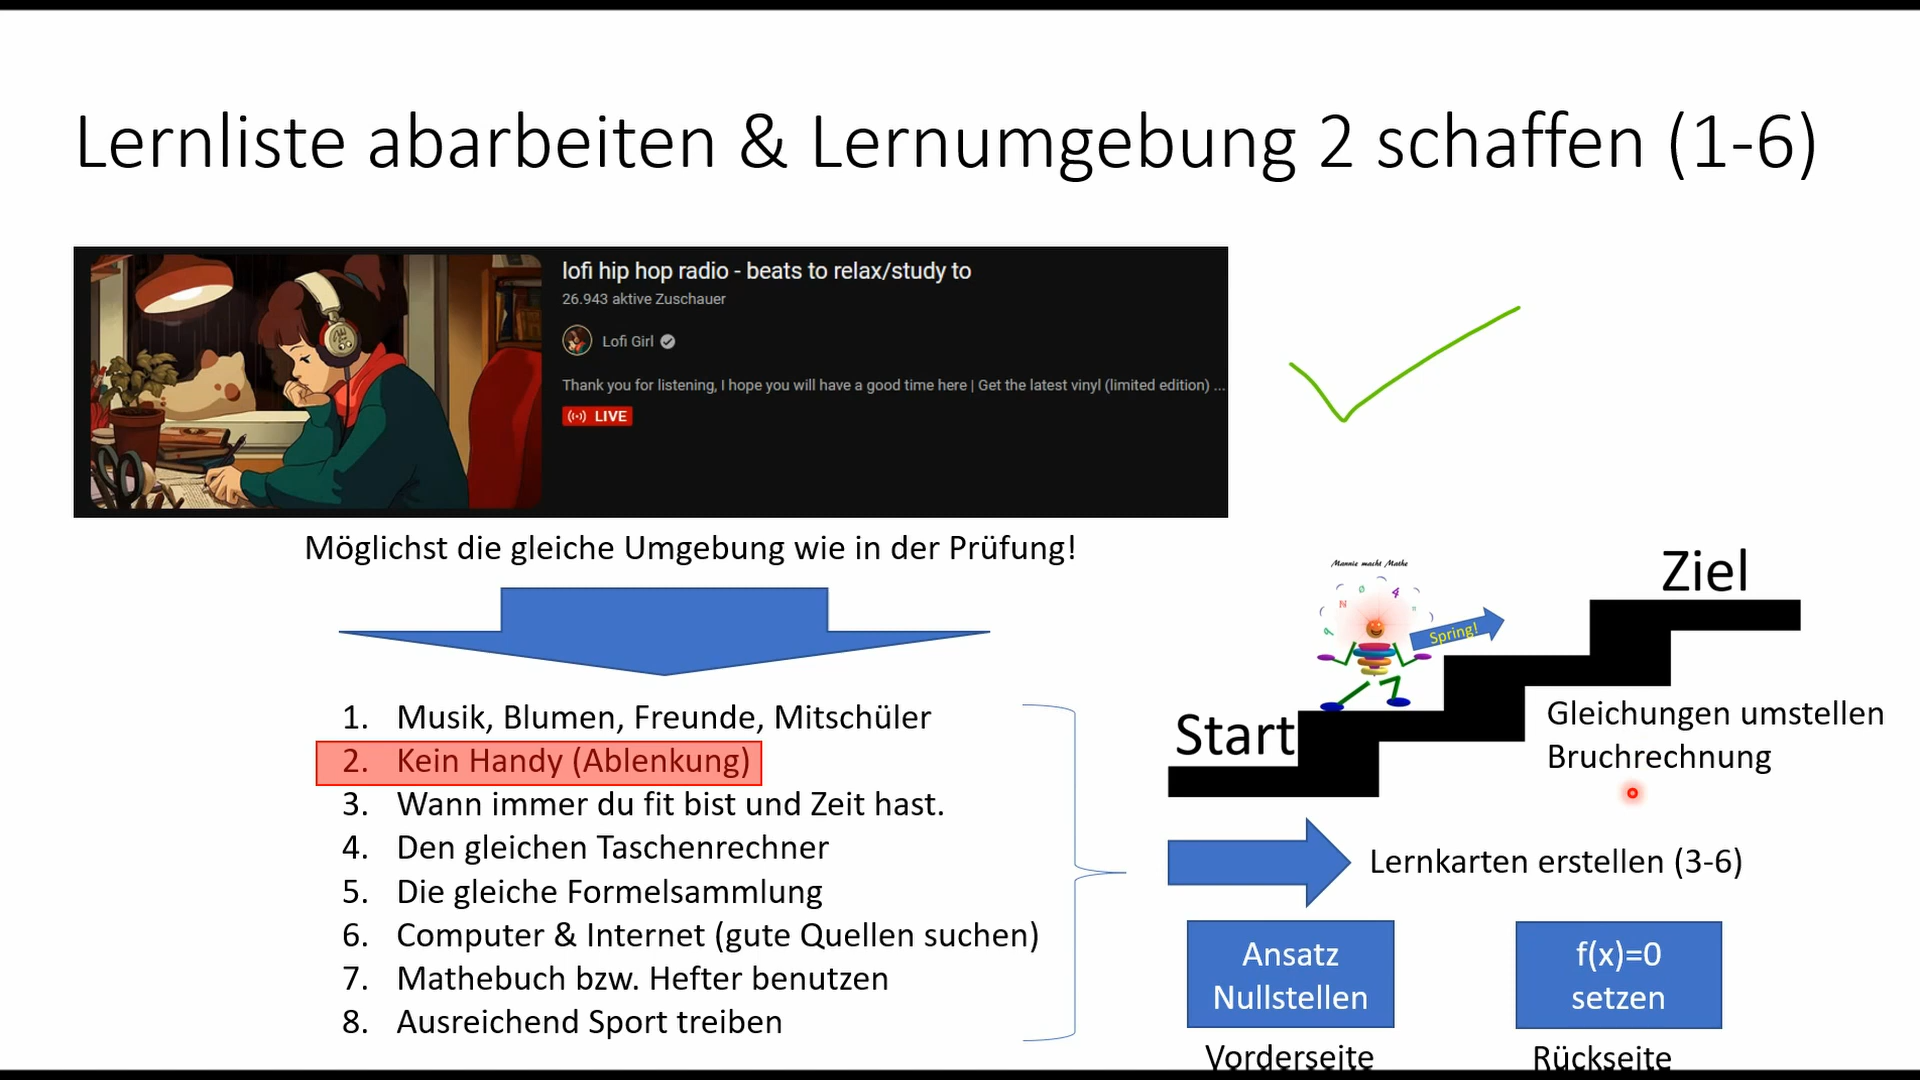 Lernliste abarbeiten & Lernumgebung 2 schaffen (1-6)
lofi hip hop radio - beats to relax/study to
26.943 aktive Zuschauer
Lofi Girl
Thank you for listening, I hope you will have a good time here | Get the latest vinyl (limited edition) ...
LIVE
Möglichst die gleiche Umgebung wie in der Prüfung!
1. Musik, Blumen, Freunde, Mitschüler
2. Kein Handy (Ablenkung)
3. Wann immer du fit bist und Zeit hast.
4. Den gleichen Taschenrechner
5. Die gleiche Formelsammlung
6. Computer & Internet (gute Quellen suchen)
7. Mathebuch bzw. Hefter benutzen
8. Ausreichend Sport treiben
Mannie macht Mathe
Spring!
Ziel
Start
Gleichungen umstellen
Bruchrechnung
Lernkarten erstellen (3-6)
Ansatz
Nullstellen
Vorderseite
f(x)=0
setzen
Rückseite